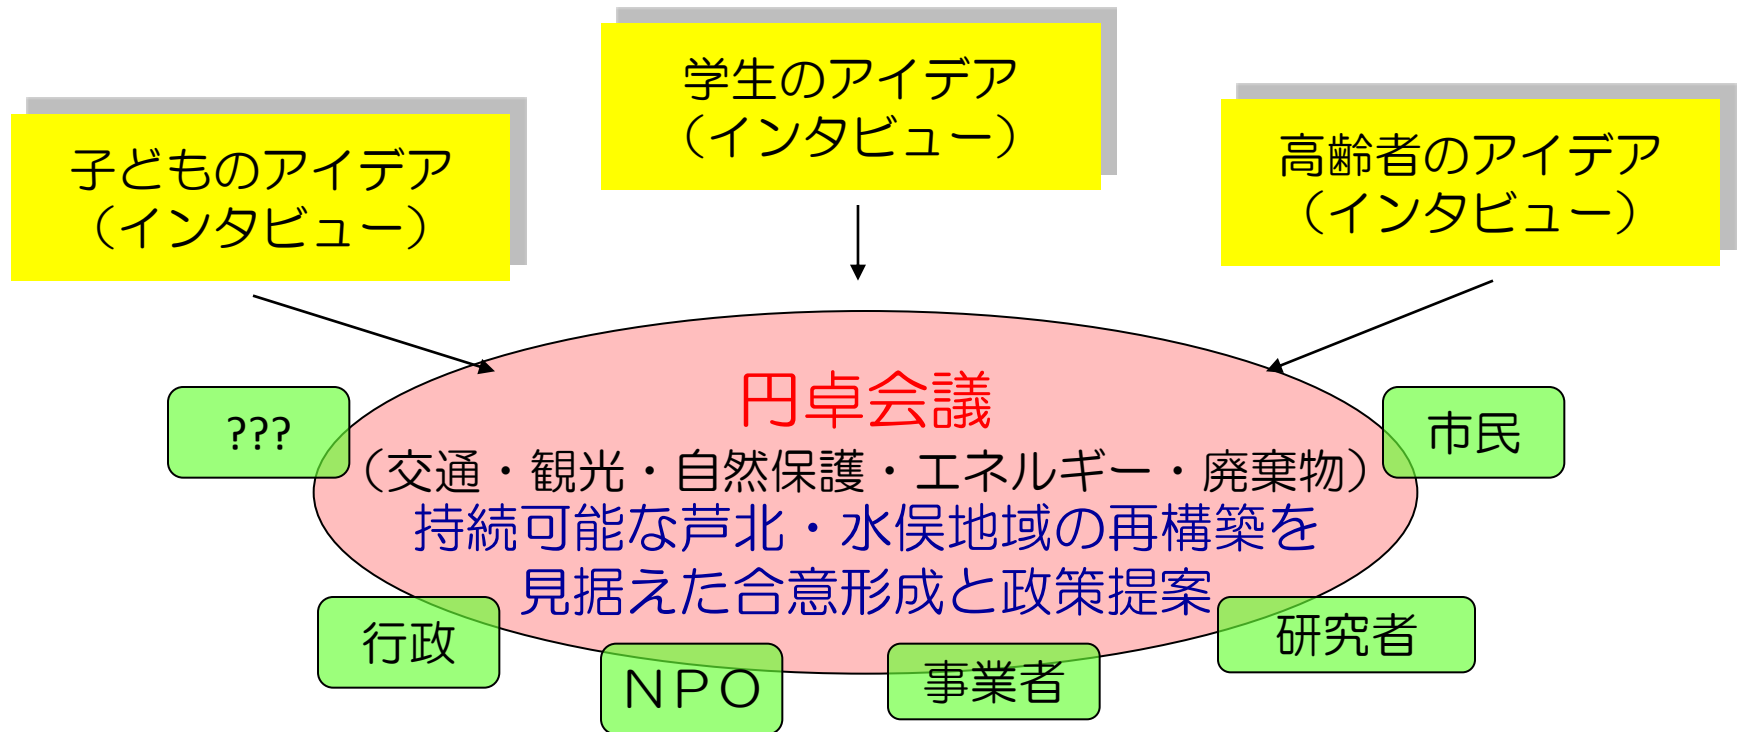 学生のアイデア
（インタビュー）
子どものアイデア
（インタビュー）
高齢者のアイデア
（インタビュー）
円卓会議
（交通・観光・自然保護・エネルギー・廃棄物）
持続可能な芦北・水俣地域の再構築を
見据えた合意形成と政策提案
???
市民
行政
ＮＰＯ
事業者
研究者